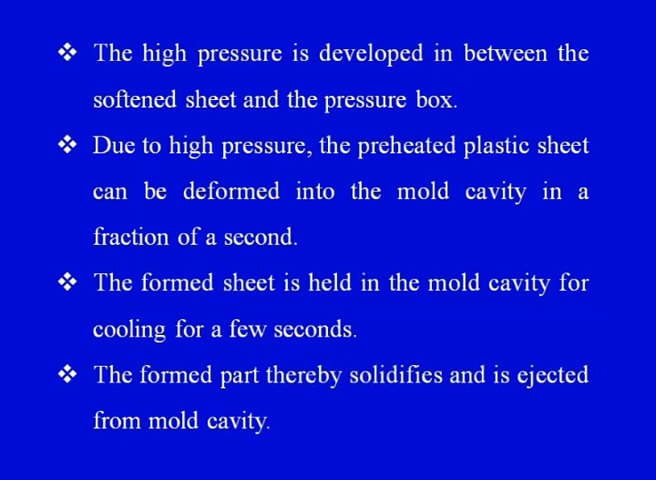 ❖ The high pressure is developed in between the
softened sheet and the pressure box.
❖ Due to high pressure, the preheated plastic sheet
can be deformed into the mold cavity in a
fraction of a second.
❖ The formed sheet is held in the mold cavity for
cooling for a few seconds.
❖ The formed part thereby solidifies and is ejected
from mold cavity.